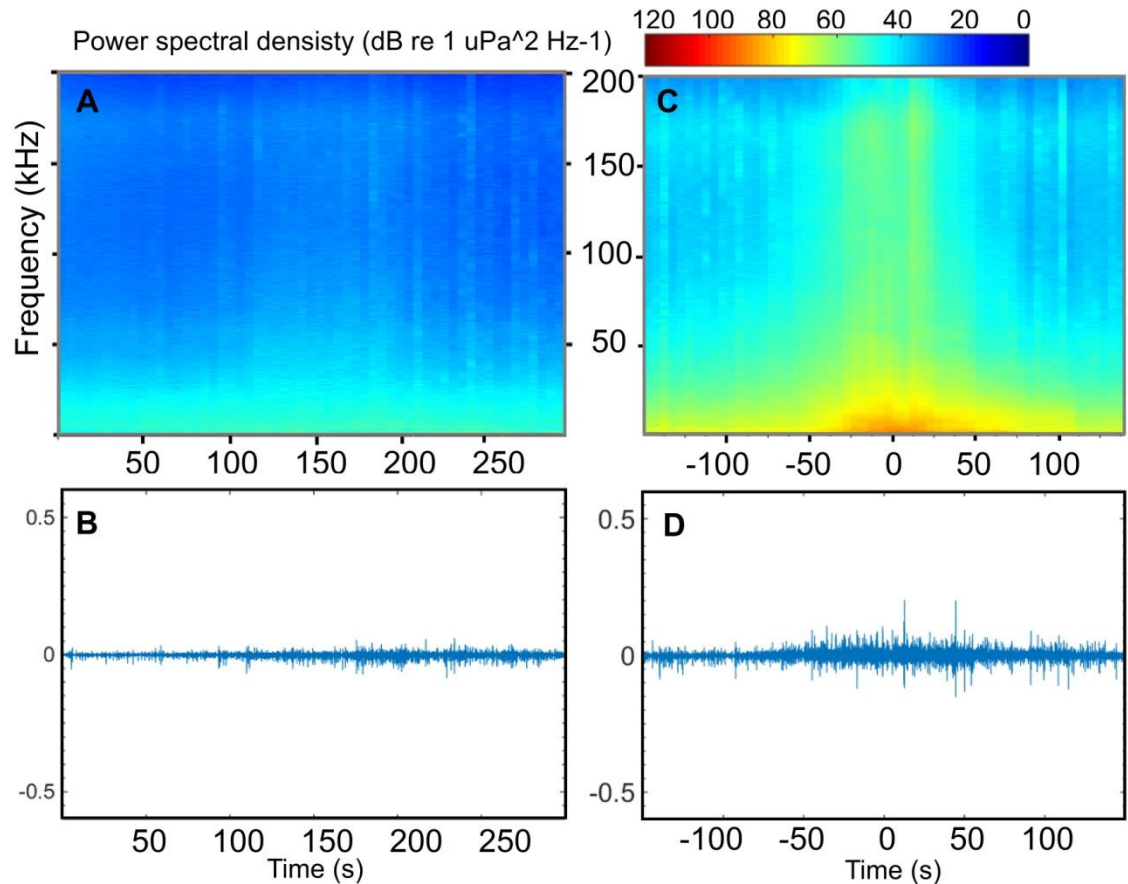 120 100 80 60 40 20 0
Power spectral densisty (dB re 1 uPa^2 Hz-1)
A
C
Frequency (kHz)
200
150
100
50
50 100 150 200 250
-100 -50 0 50 100
B
0.5
0
-0.5
50 100 150 200 250
Time (s)
D
0.5
0
-0.5
-100 -50 0 50 100
Time (s)